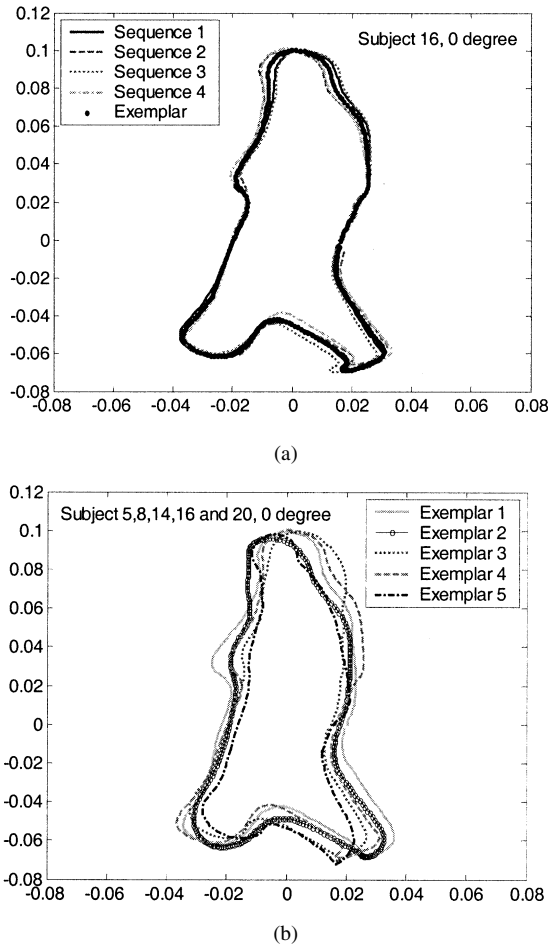 0.12
0.1
0.08
0.06
0.04
0.02
0
-0.02
-0.04
-0.06
-0.08
Sequence 1
Sequence 2
Sequence 3
Sequence 4
Exemplar
Subject 16, 0 degree
-0.08 -0.06 -0.04 -0.02 0 0.02 0.04 0.06 0.08
(a)
0.12
0.1
0.08
0.06
0.04
0.02
0
-0.02
-0.04
-0.06
-0.08
Subject 5,8,14,16 and 20, 0 degree
Exemplar 1
Exemplar 2
Exemplar 3
Exemplar 4
Exemplar 5
-0.08 -0.06 -0.04 -0.02 0 0.02 0.04 0.06 0.08
(b)